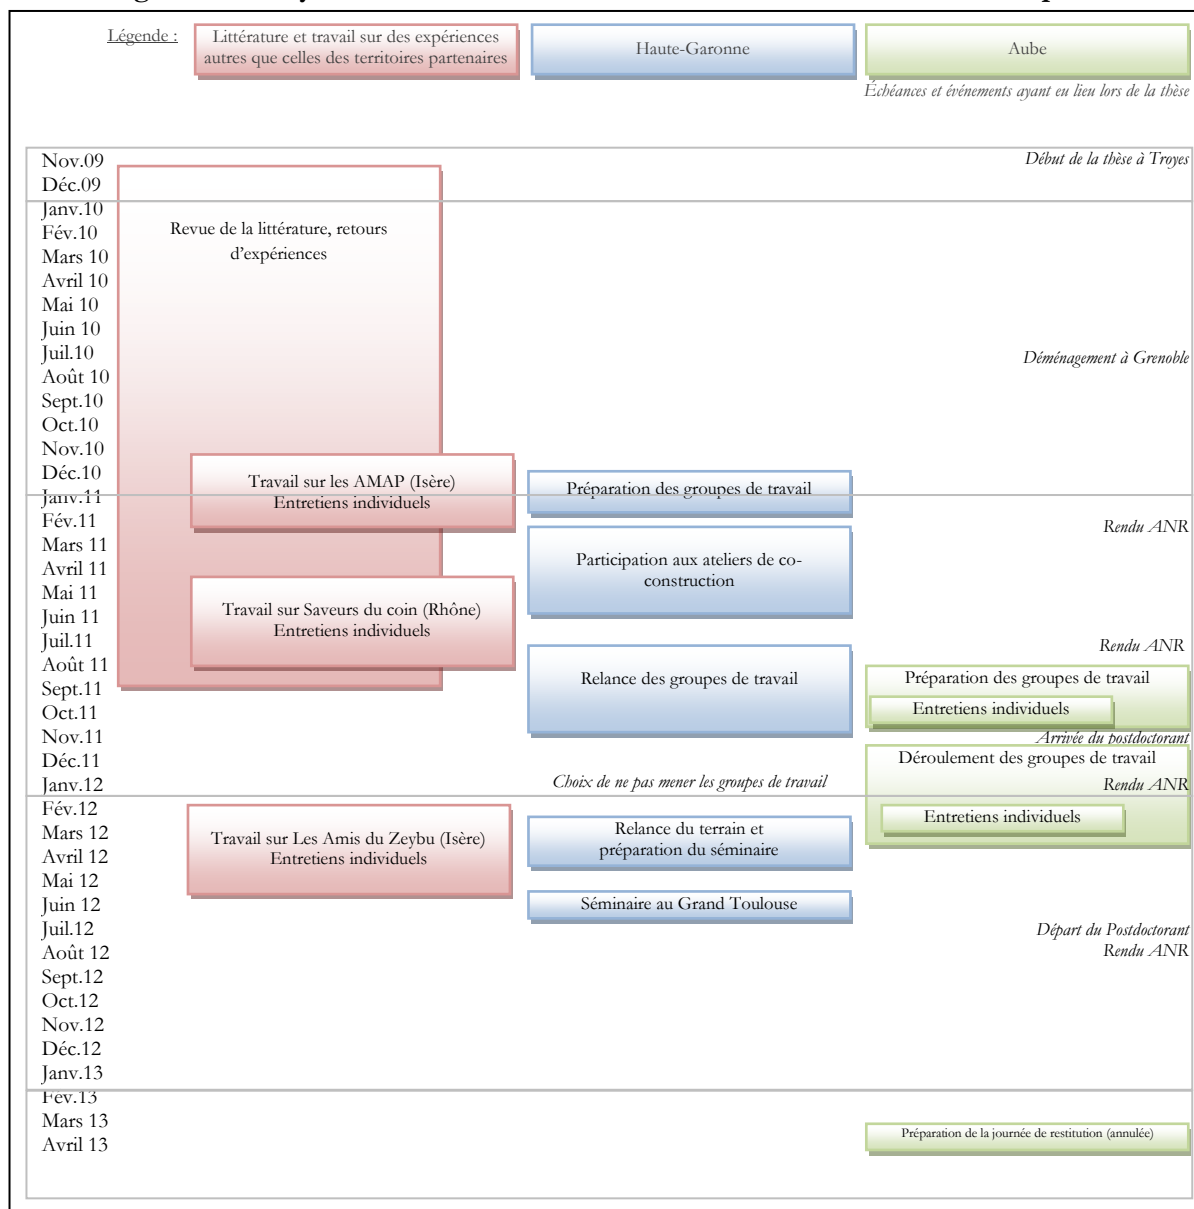 Légende :
Littérature et travail sur des expériences
autres que celles des territoires partenaires
Haute-Garonne
Aube
Échéances et événements ayant eu lieu lors de la thèse
Nov.09
Début de la thèse à Troyes
Déc.09
Janv.10
Fév.10
Revue de la littérature, retours
d'expériences
Mars 10
Avril 10
Mai 10
Juin 10
Juil.10
Déménagement à Grenoble
Août 10
Sept.10
Oct.10
Nov.10
Déc.10
Travail sur les AMAP (Isère)
Entretiens individuels
Préparation des groupes de travail
Janv.11
Fév.11
Rendu ANR
Mars 11
Avril 11
Participation aux ateliers de co-
construction
Mai 11
Juin 11
Travail sur Saveurs du coin (Rhône)
Entretiens individuels
Juil.11
Rendu ANR
Août 11
Sept.11
Relance des groupes de travail
Préparation des groupes de travail
Oct.11
Entretiens individuels
Nov.11
Arrivée du postdoctorant
Déc.11
Déroulement des groupes de travail
Janv.12
Choix de ne pas mener les groupes de travail
Rendu ANR
Fév.12
Entretiens individuels
Mars 12
Travail sur Les Amis du Zeybu (Isère)
Entretiens individuels
Relance du terrain et
préparation du séminaire
Avril 12
Mai 12
Juin 12
Séminaire au Grand Toulouse
Juil.12
Départ du Postdoctorant
Août 12
Rendu ANR
Sept.12
Oct.12
Nov.12
Déc.12
Janv.13
Fév.13
Mars 13
Préparation de la journée de restitution (annulée)
Avril 13